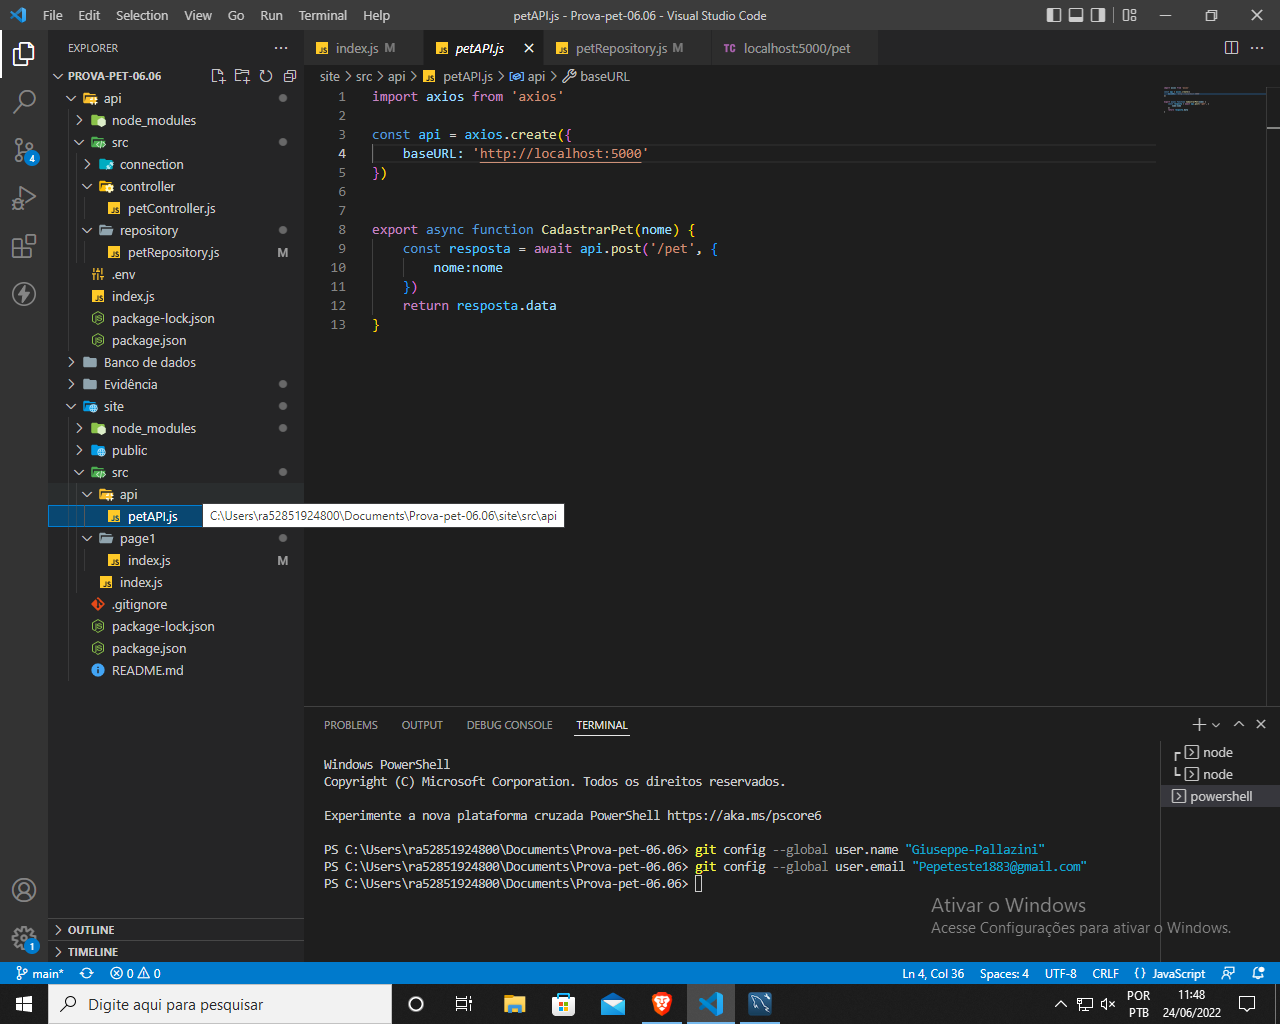 File Edit Selection View Go Run Terminal Help
petAPI.js - Prova-pet-06.06 - Visual Studio Code
EXPLORER
PROVA-PET-06.06
api
node_modules
src
connection
controller
petController.js
repository
petRepository.js M
.env
index.js
package-lock.json
package.json
Banco de dados
Evidência
site
node_modules
public
src
api
petAPI.js
C:\Users\ra52851924800\Documents\Prova-pet-06.06\site\src\api
page1
index.js M
index.js
.gitignore
package-lock.json
package.json
README.md
OUTLINE
TIMELINE
index.js M
petAPI.js
petRepository.js M
TC localhost:5000/pet
site > src > api > petAPI.js > api > baseURL
1 import axios from 'axios'
2
3 const api = axios.create({
4 baseURL: 'http://localhost:5000'
5 })
6
7
8 export async function CadastrarPet(nome) {
9 const resposta = await api.post('/pet', {
10 nome:nome
11 })
12 return resposta.data
13 }
PROBLEMS OUTPUT DEBUG CONSOLE TERMINAL
Windows PowerShell
Copyright (C) Microsoft Corporation. Todos os direitos reservados.
Experimente a nova plataforma cruzada PowerShell https://aka.ms/pscore6
PS C:\Users\ra52851924800\Documents\Prova-pet-06.06> git config --global user.name "Giuseppe-Pallazini"
PS C:\Users\ra52851924800\Documents\Prova-pet-06.06> git config --global user.email "Pepeteste1883@gmail.com"
PS C:\Users\ra52851924800\Documents\Prova-pet-06.06>
node
node
powershell
Ativar o Windows
Acesse Configurações para ativar o Windows.
4
1
main* 0 0
Ln 4, Col 36 Spaces: 4 UTF-8 CRLF {} JavaScript
Digite aqui para pesquisar
POR
PTB
11:48
24/06/2022